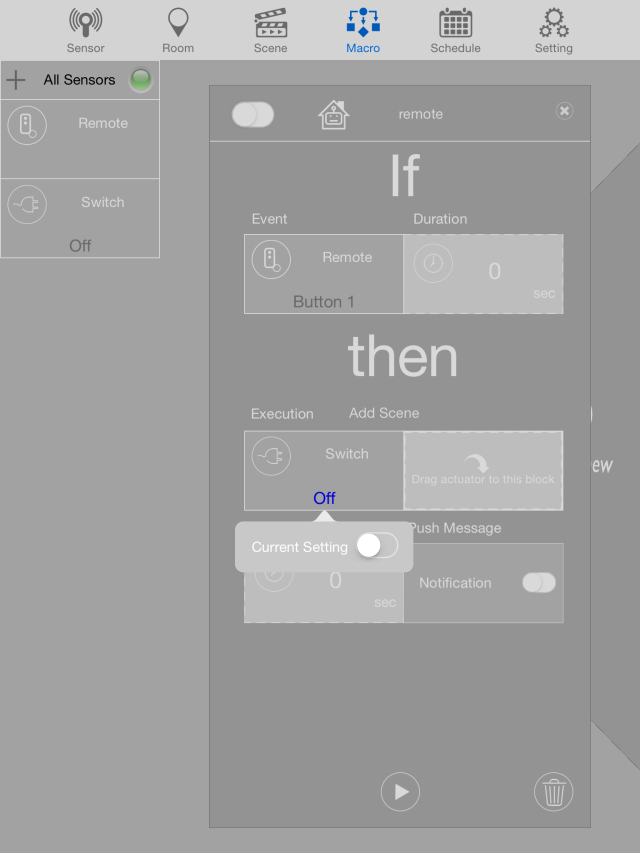 Sensor Room Scene Macro Schedule Setting
All Sensors
Remote
Switch
Off
remote
If
Event Duration
Remote 0
Button 1 sec
then
Execution Add Scene
Switch
Drag actuator to this block
Off
ew
Push Message
Current Setting
0 Notification
sec